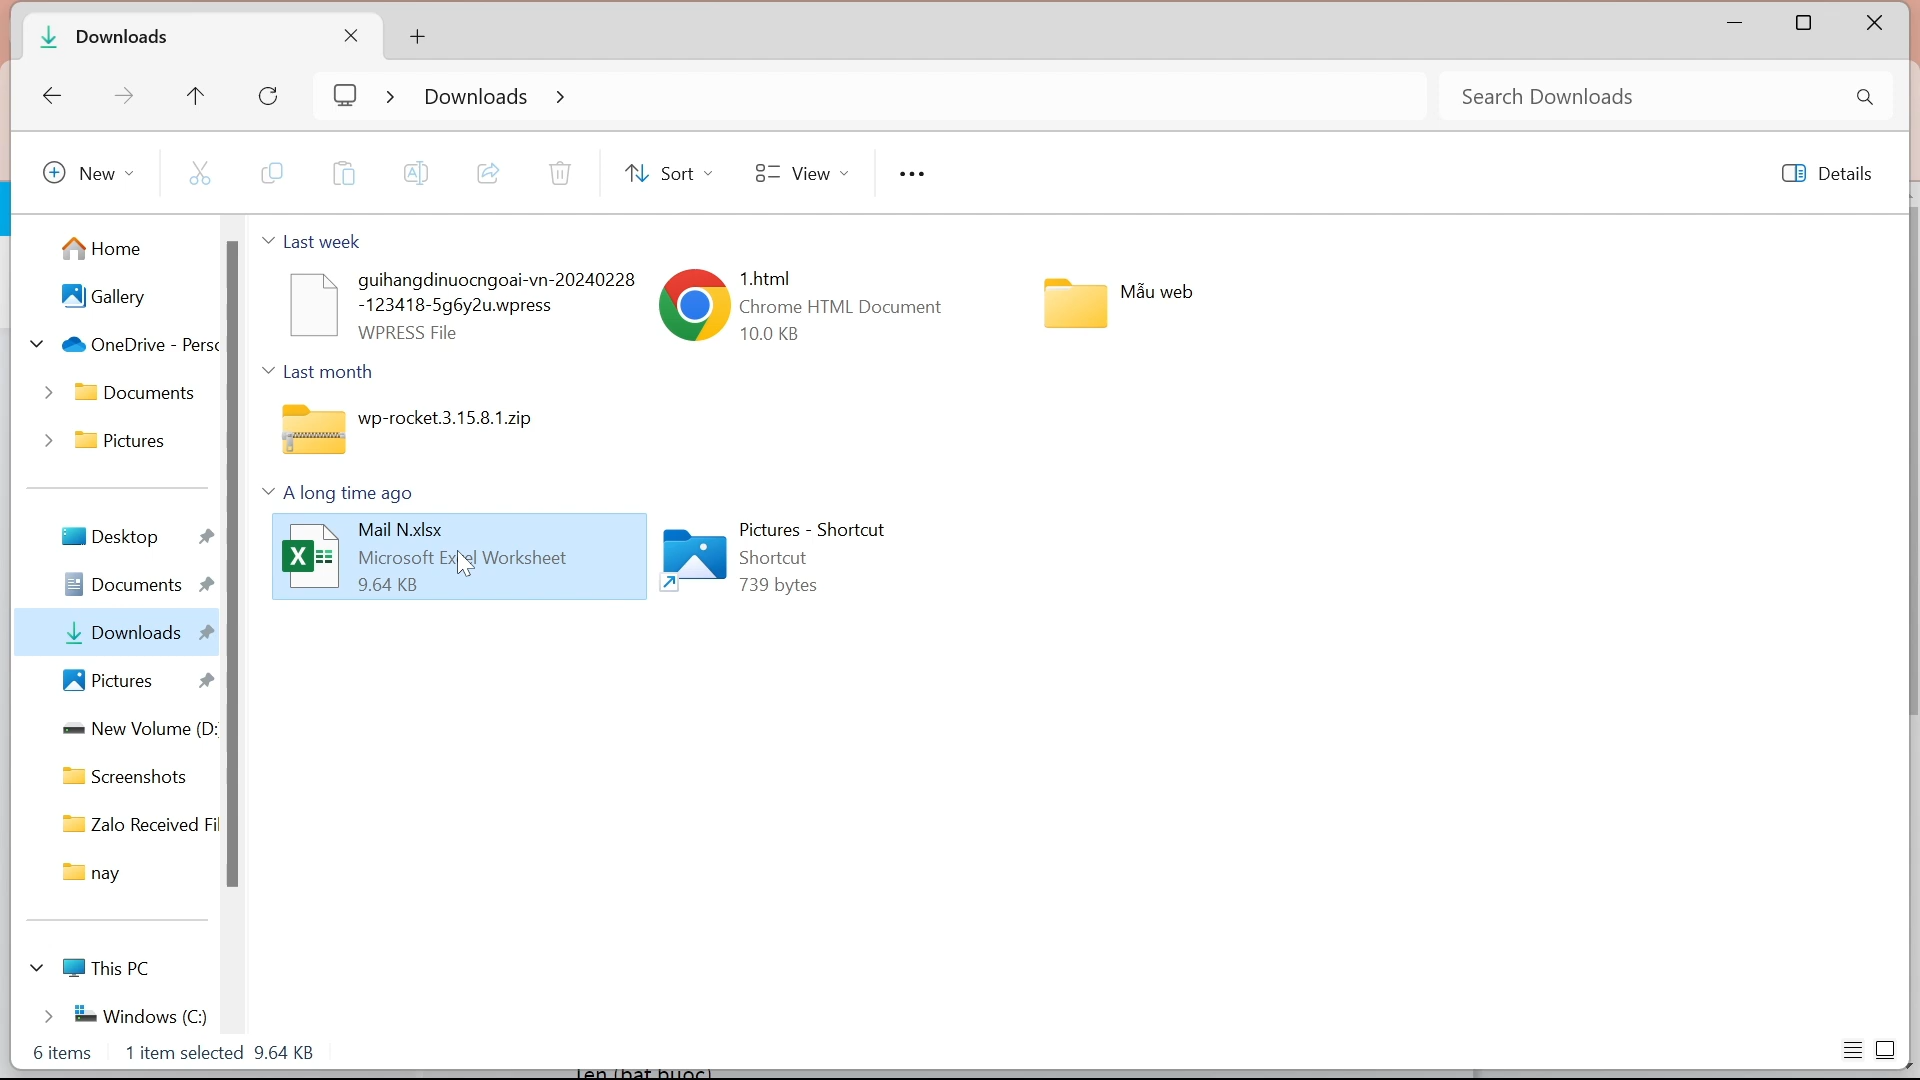 Downloads
Downloads
Search Downloads
New
Sort
View
Details
Home
Gallery
OneDrive - Perso
Documents
Pictures
Desktop
Documents
Downloads
Pictures
New Volume (D:)
Screenshots
Zalo Received Fil
nay
This PC
Windows (C:)
Last week
guihangdinuocngoai-vn-20240228
-123418-5g6y2u.wpress
WPRESS File
1.html
Chrome HTML Document
10.0 KB
Mẫu web
Last month
wp-rocket.3.15.8.1.zip
A long time ago
Mail N.xlsx
Microsoft Excel Worksheet
9.64 KB
Pictures - Shortcut
Shortcut
739 bytes
6 items
1 item selected 9.64 KB